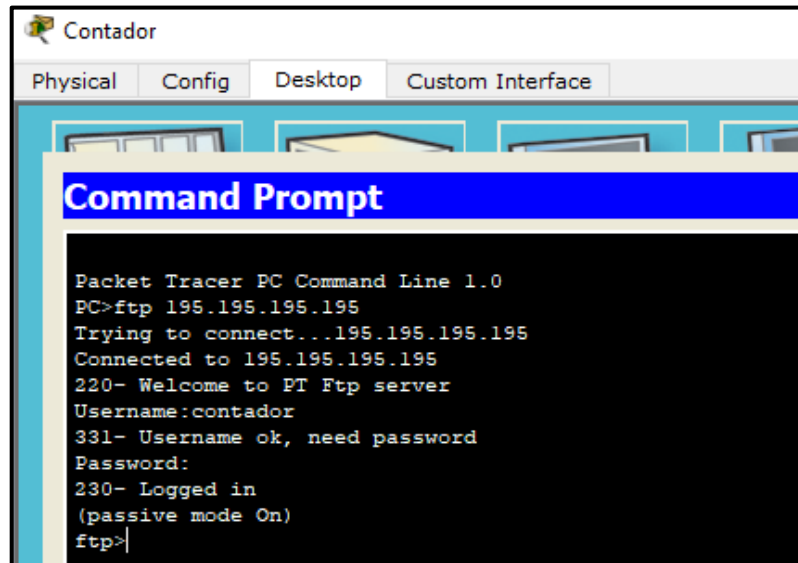 Contador
Physical Config Desktop Custom Interface
Command Prompt
Packet Tracer PC Command Line 1.0
PC>ftp 195.195.195.195
Trying to connect...195.195.195.195
Connected to 195.195.195.195
220- Welcome to PT Ftp server
Username:contador
331- Username ok, need password
Password:
230- Logged in
(passive mode On)
ftp>